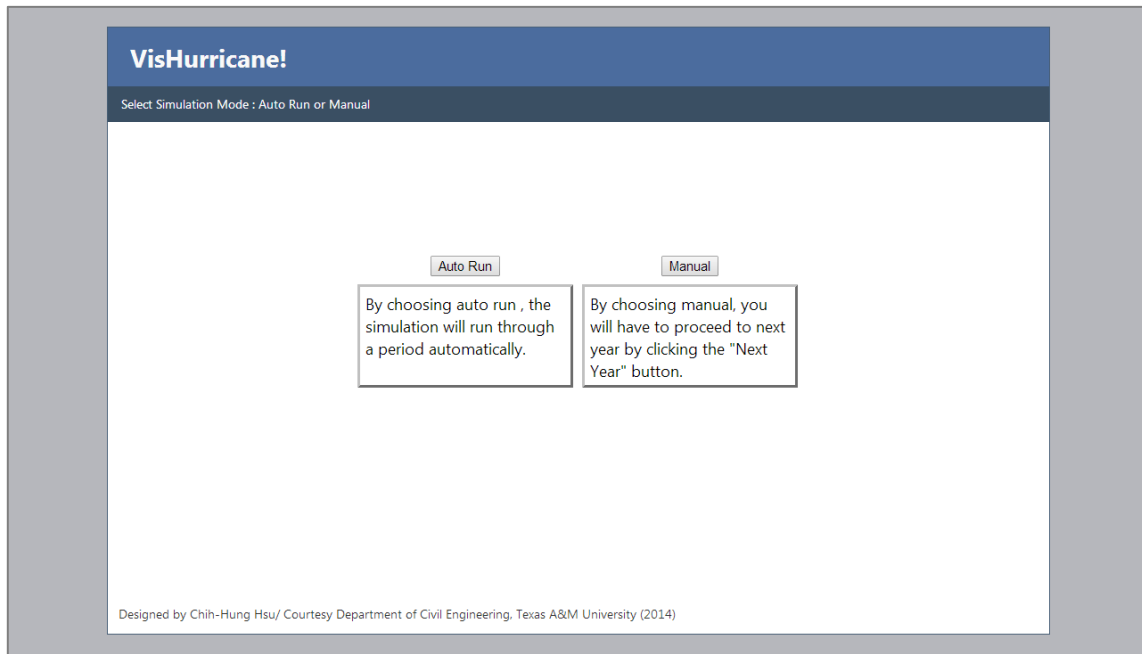 VisHurricane!
Select Simulation Mode : Auto Run or Manual
Auto Run
Manual
By choosing auto run , the
simulation will run through
a period automatically.
By choosing manual, you
will have to proceed to next
year by clicking the "Next
Year" button.
Designed by Chih-Hung Hsu/ Courtesy Department of Civil Engineering, Texas A&M University (2014)